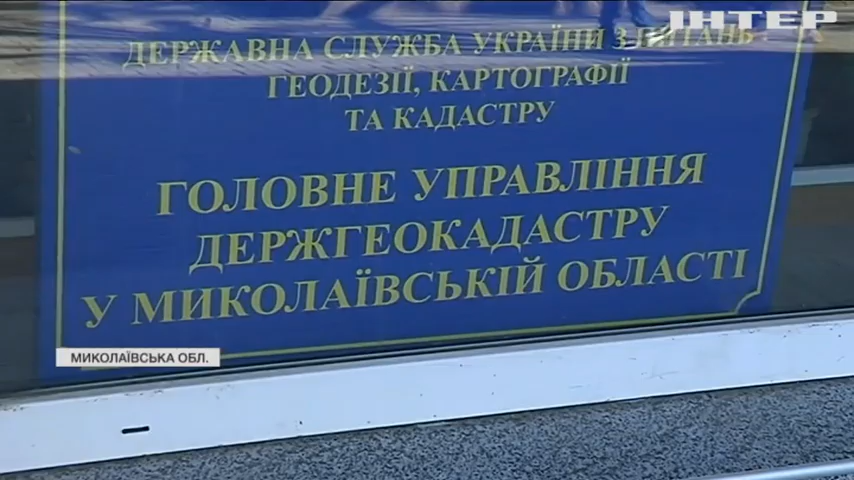 ІНТЕР
ДЕРЖАВНА СЛУЖБА УКРАЇНИ З ПИТАНЬ
ГЕОДЕЗІЇ, КАРТОГРАФІЇ
ТА КАДАСТРУ
ГОЛОВНЕ УПРАВЛІННЯ
ДЕРЖГЕОКАДАСТРУ
У МИКОЛАЇВСЬКІЙ ОБЛАСТІ
МИКОЛАЇВСЬКА ОБЛ.